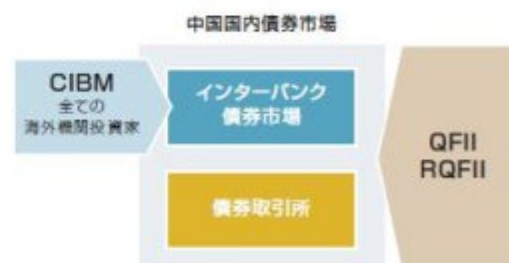 中国国内債券市場
CIBM
全ての
海外機関投資家
インターバンク
債券市場
債券取引所
QFII
RQFII